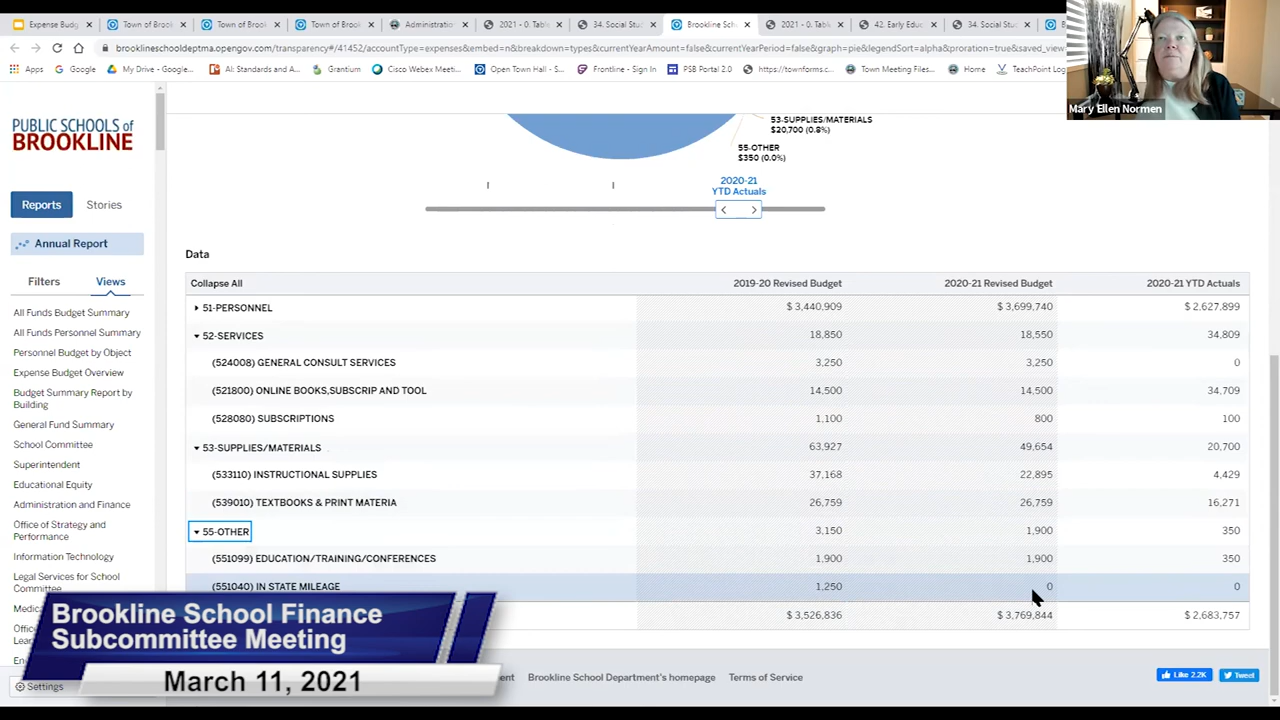 Expense Budg
Town of Brook
Town of Brook
Town of Brook
Administratio
2021 - 0. Table
34. Social Stu
Brookline Sch
2021 - 0. Table
42. Early Educ
34. Social Stu
brooklineschooldeptma.opengov.com/transparency#/41452/accountType=expenses&embed=n&breakdown=types&currentYearAmount=false&currentYearPeriod=false&graph=pie&legendSort=alpha&proration=true&saved_view
Apps
Google
My Drive - Google...
AI: Standards and A...
Grantium
Cisco Webex Meeti...
Open Town Hall - S...
Frontline - Sign In
PSB Portal 2.0
https://townforms.c...
Town Meeting Files...
Home
TeachPoint Log
Mary Ellen Normen
PUBLIC SCHOOLS of
BROOKLINE
53-SUPPLIES/MATERIALS
$20,700 (0.8%)
55-OTHER
$350 (0.0%)
2020-21
YTD Actuals
Reports
Stories
Annual Report
Filters
Views
All Funds Budget Summary
All Funds Personnel Summary
Personnel Budget by Object
Expense Budget Overview
Budget Summary Report by
Building
General Fund Summary
School Committee
Superintendent
Educational Equity
Administration and Finance
Office of Strategy and
Performance
Information Technology
Legal Services for School
Committee
Data
Collapse All 2019-20 Revised Budget 2020-21 Revised Budget 2020-21 YTD Actuals
51-PERSONNEL $ 3,440,909 $ 3,699,740 $ 2,627,899
52-SERVICES 18,850 18,550 34,809
(524008) GENERAL CONSULT SERVICES 3,250 3,250 0
(521800) ONLINE BOOKS,SUBSCRIP AND TOOL 14,500 14,500 34,709
(528080) SUBSCRIPTIONS 1,100 800 100
53-SUPPLIES/MATERIALS 63,927 49,654 20,700
(533110) INSTRUCTIONAL SUPPLIES 37,168 22,895 4,429
(539010) TEXTBOOKS & PRINT MATERIA 26,759 26,759 16,271
55-OTHER 3,150 1,900 350
(551099) EDUCATION/TRAINING/CONFERENCES 1,900 1,900 350
(551040) IN STATE MILEAGE 1,250 0 0
$ 3,526,836 $ 3,769,844 $ 2,683,757
Brookline School Finance
Subcommittee Meeting
March 11, 2021
Settings
Brookline School Department's homepage
Terms of Service
Like 2.2K
Tweet